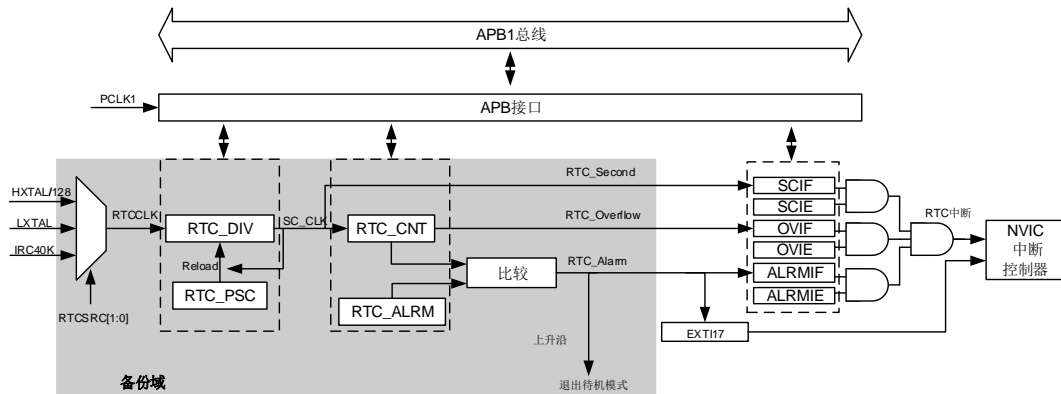 APB1总线
PCLK1
APB接口
HXTAL/128
LXTAL
IRC40K
RTCSRC[1:0]
RTCCLK
RTC_DIV
Reload
RTC_PSC
SC_CLK
RTC_CNT
RTC_ALRM
比较
RTC_Second
RTC_Overflow
RTC_Alarm
上升沿
退出待机模式
备份域
SCIF
SCIE
OVIF
OVIE
ALRMIF
ALRMIE
EXTI17
RTC中断
NVIC
中断
控制器